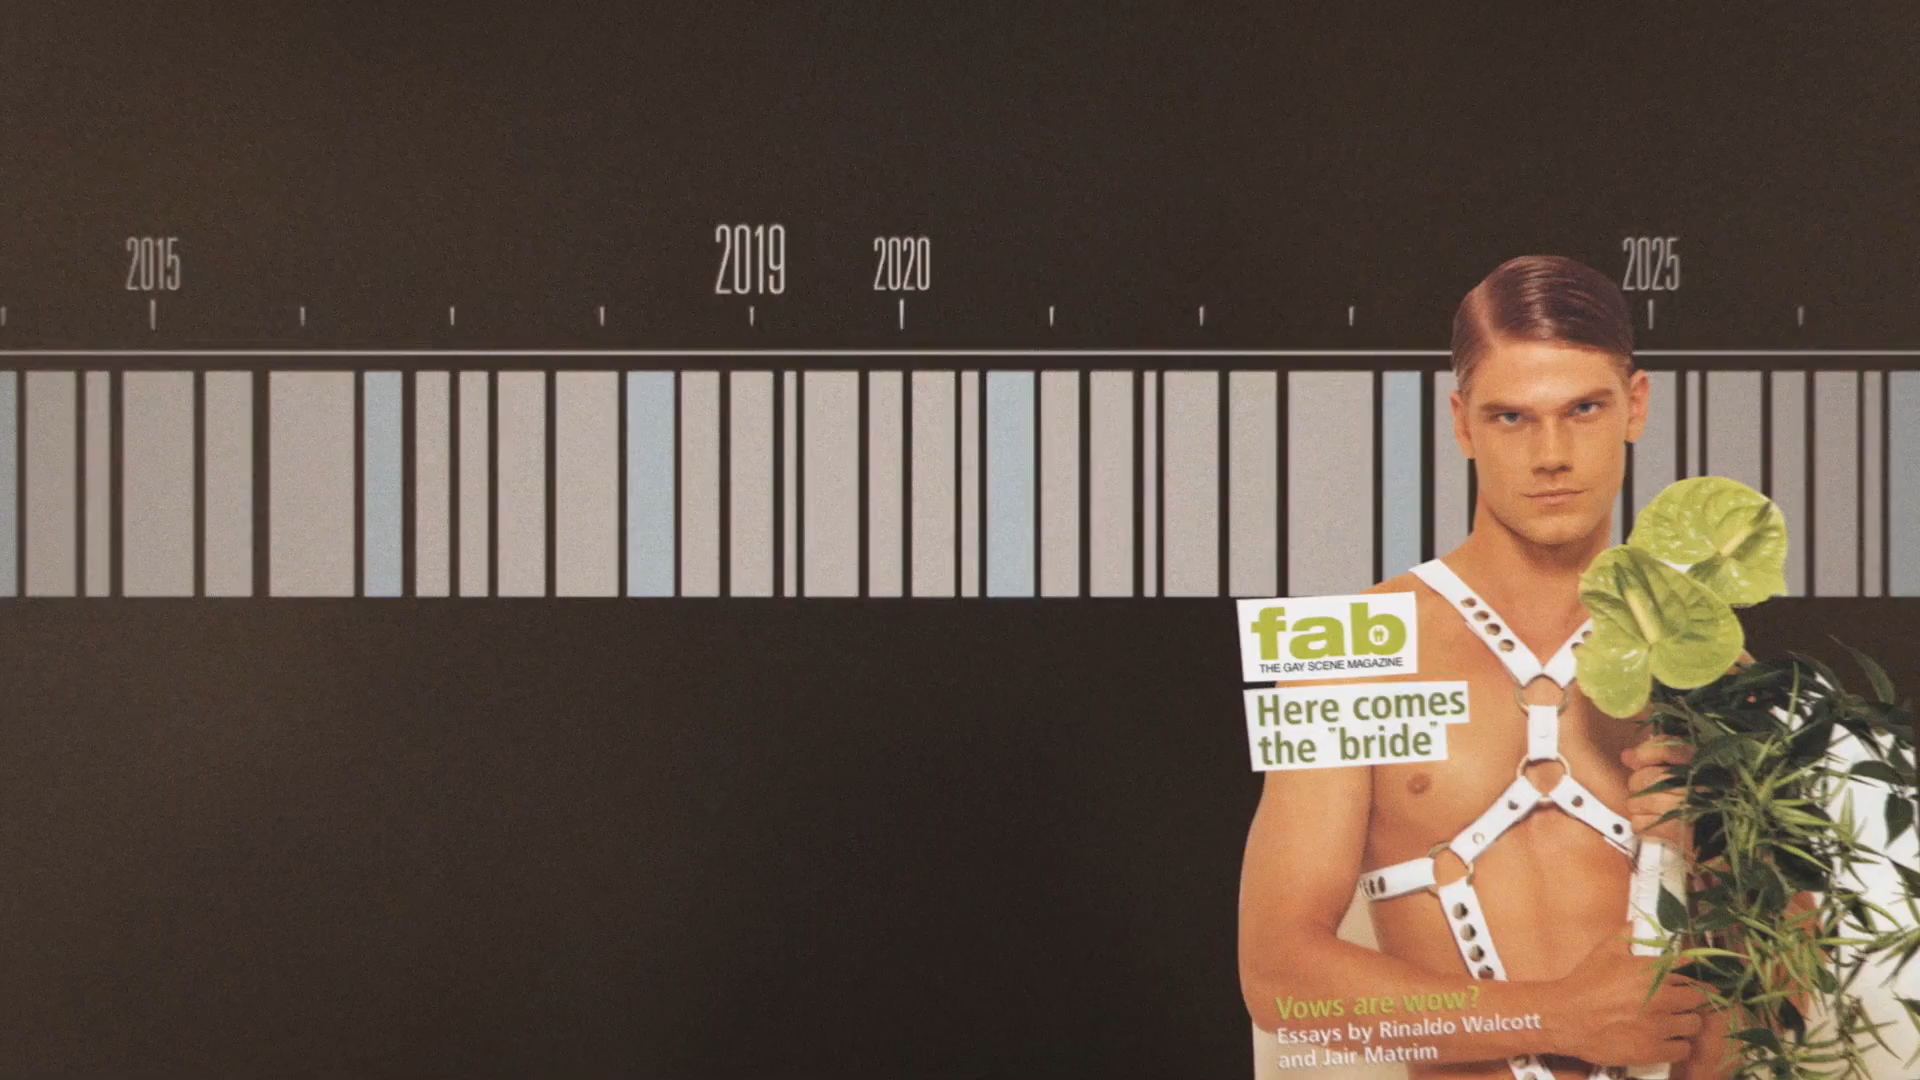 2015
2019
2020
2025
fab
THE GAY SCENE MAGAZINE
Here comes
the "bride"
Vows are wow?
Essays by Rinaldo Walcott
and Jair Matrim